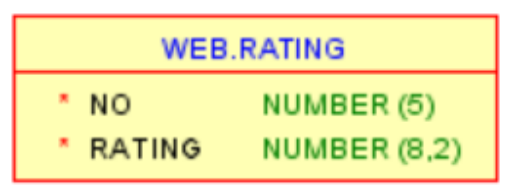 WEB.RATING
* NO NUMBER (5)
* RATING NUMBER (8,2)